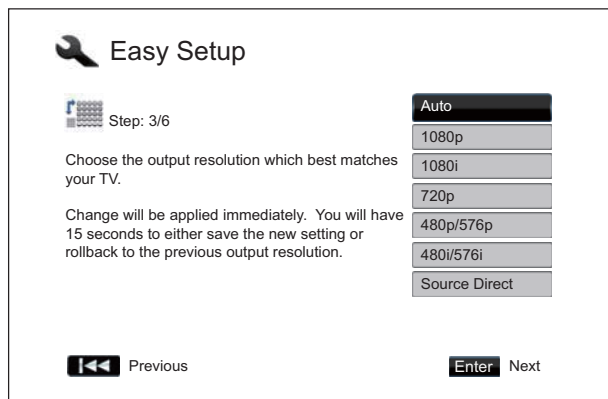 Easy Setup
Step: 3/6
Choose the output resolution which best matches
your TV.
Change will be applied immediately. You will have
15 seconds to either save the new setting or
rollback to the previous output resolution.
Auto
1080p
1080i
720p
480p/576p
480i/576i
Source Direct
Previous
Enter Next